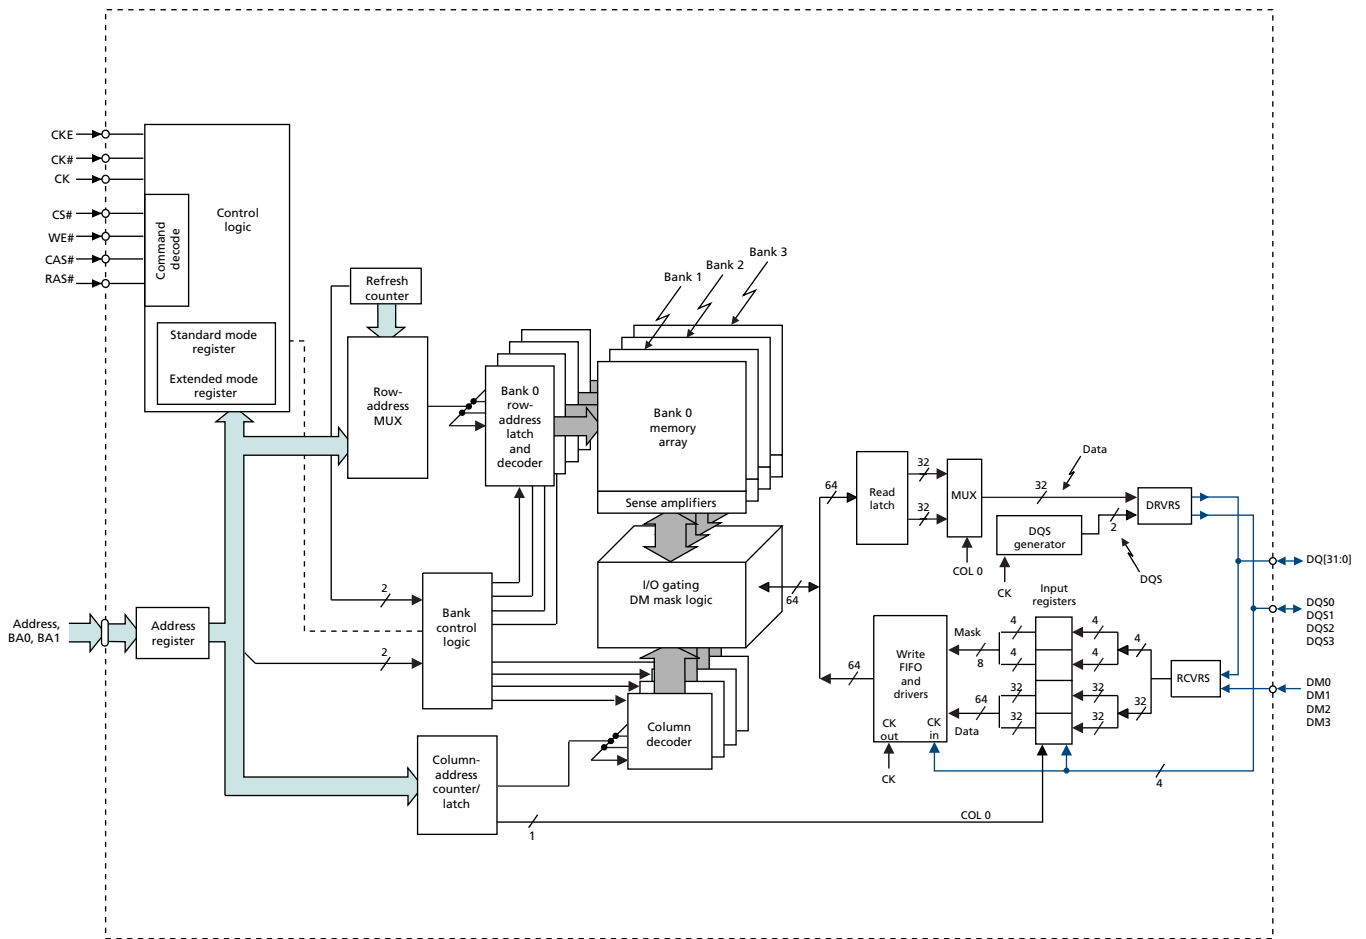 CKE
CK#
CK
CS#
WE#
CAS#
RAS#
Command
decode
Control
logic
Standard mode
register
Extended mode
register
Refresh
counter
Row-
address
MUX
Bank 0
row-
address
latch
and
decoder
Bank 1
Bank 2
Bank 3
Bank 0
memory
array
Sense amplifiers
I/O gating
DM mask logic
Address,
BA0, BA1
Address
register
2
2
Bank
control
logic
Column-
address
counter/
latch
1
Column
decoder
64
64
64
Read
latch
32
32
MUX
COL 0
32
Data
DQS
generator
CK
2
DQS
DRVRS
DQ[31:0]
DQS0
DQS1
DQS2
DQS3
DM0
DM1
DM2
DM3
RCVRS
Input
registers
4
4
4
4
4
32
32
32
32
32
Mask
8
64
Data
Write
FIFO
and
drivers
CK
out
CK
in
CK
4
COL 0